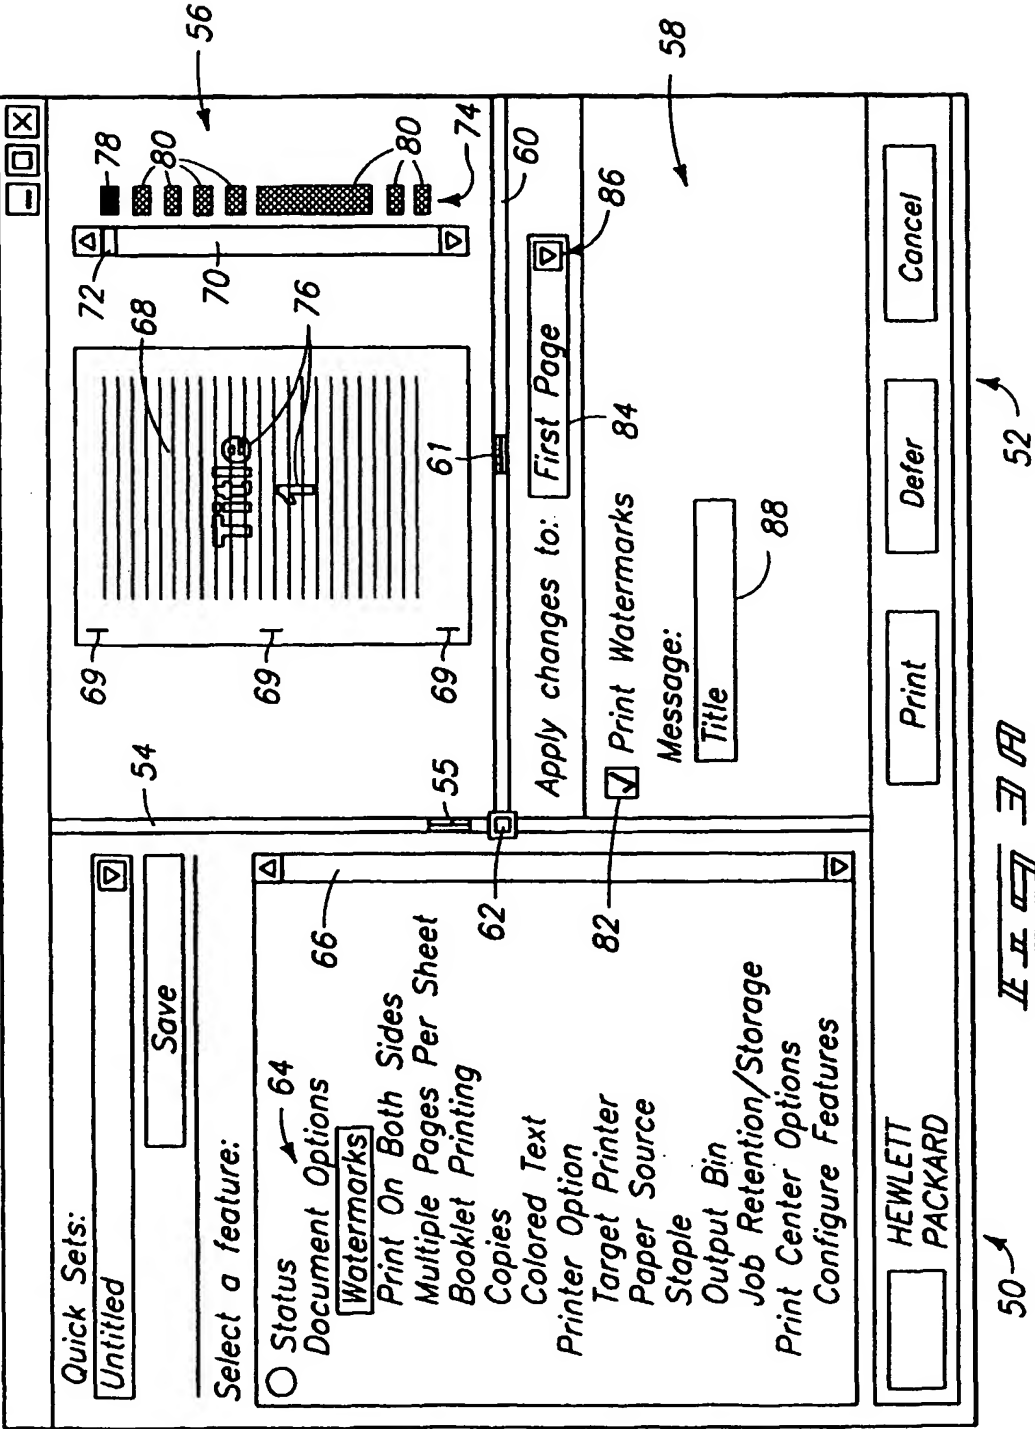 Quick Sets:
Untitled
Save
Select a feature:
Status
Document Options
Watermarks
Print On Both Sides
Multiple Pages Per Sheet
Booklet Printing
Copies
Colored Text
Printer Option
Target Printer
Paper Source
Staple
Output Bin
Job Retention/Storage
Print Center Options
Configure Features
64
66
54
55
62
82
69
69
69
Title
1
68
72
70
76
78
80
80
74
56
61
60
Apply changes to: First Page
84
86
58
Print Watermarks
Message:
Title
88
HEWLETT
PACKARD
Print
Defer
Cancel
50
52
FIG 3A